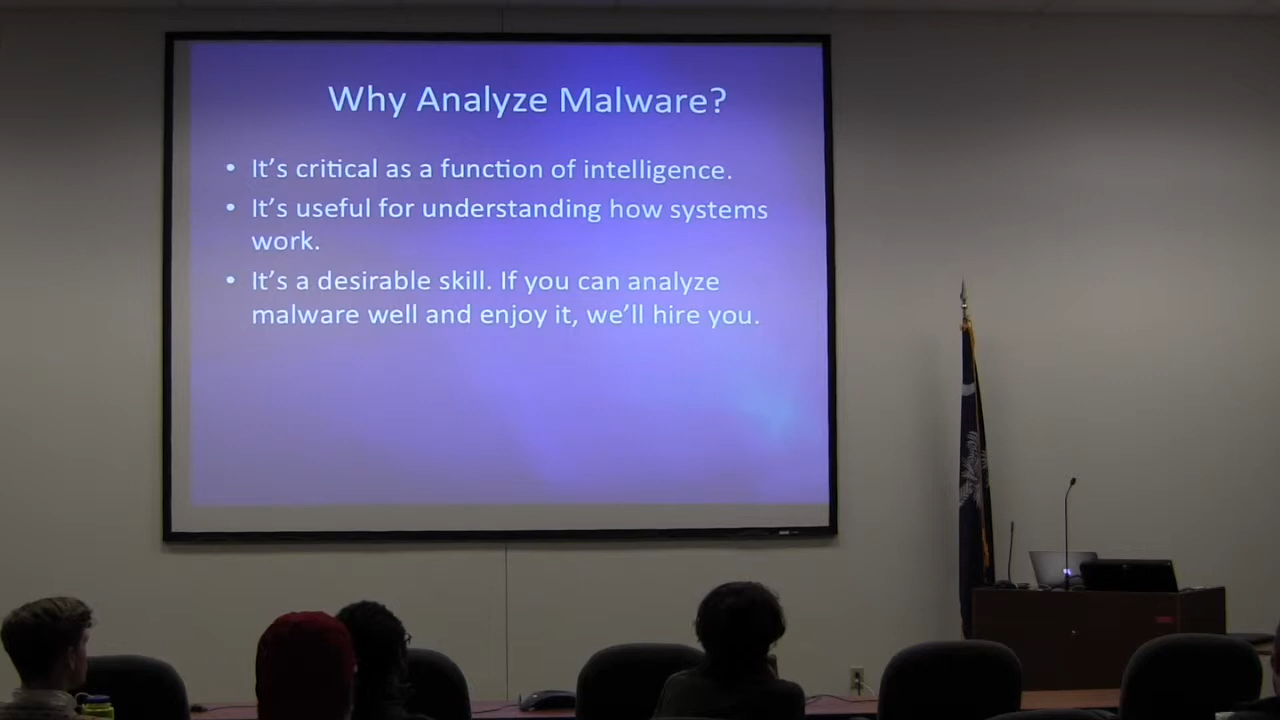 Why Analyze Malware?
• It's critical as a function of intelligence.
• It's useful for understanding how systems
work.
• It's a desirable skill. If you can analyze
malware well and enjoy it, we'll hire you.